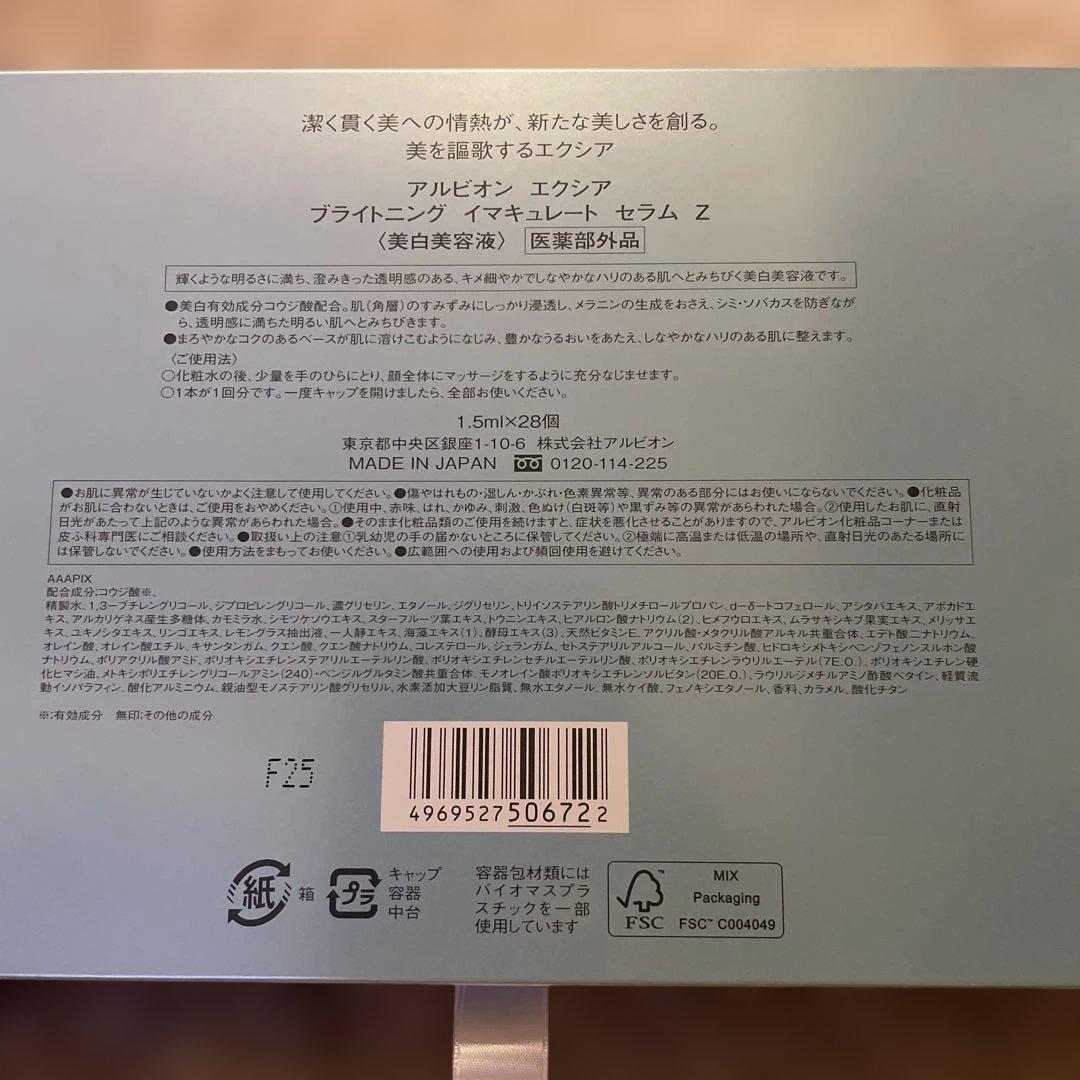 潔く貫く美への情熱が、新たな美しさを創る。
美を謳歌するエクシア
アルビオン エクシア
ブライトニング イマキュレート セラム Z
〈美白美容液〉 医薬部外品
輝くような明るさに満ち、澄みきった透明感のある、キメ細やかでしなやかなハリのある肌へとみちびく美白美容液です。
●美白有効成分コウジ酸配合。肌(角層)のすみずみにしっかり浸透し、メラニンの生成をおさえ、シミ・ソバカスを防ぎなが
ら、透明感に満ちた明るい肌へとみちびきます。
●まろやかなコクのあるベースが肌に溶けこむようになじみ、豊かなうるおいをあたえ、しなやかなハリのある肌に整えます。
〈ご使用法〉
○化粧水の後、少量を手のひらにとり、顔全体にマッサージをするように充分なじませます。
○1本が1回分です。一度キャップを開けましたら、全部お使いください。
1.5ml×28個
東京都中央区銀座1-10-6 株式会社アルビオン
MADE IN JAPAN 0120-114-225
●お肌に異常が生じていないかよく注意して使用してください。●傷やはれもの・湿しん・かぶれ・色素異常等、異常のある部分にはお使いにならないでください。●化粧品
がお肌に合わないときは、ご使用をおやめください。①使用中、赤味、はれ、かゆみ、刺激、色ぬけ(白斑等)や黒ずみ等の異常があらわれた場合。②使用したお肌に、直射
日光があたって上記のような異常があらわれた場合。●そのまま化粧品類のご使用を続けますと、症状を悪化させることがありますので、アルビオン化粧品コーナーまたは
皮ふ科専門医にご相談ください。●取扱い上の注意①乳幼児の手の届かないところに保管してください。②極端に高温または低温の場所や、直射日光のあたる場所に
は保管しないでください。●使用方法をまもってお使いください。●広範囲への使用および頻回使用を避けてください。
AAAPIX
配合成分;コウジ酸※、
精製水、1,3-ブチレングリコール、ジプロピレングリコール、濃グリセリン、エタノール、ジグリセリン、トリイソステアリン酸トリメチロールプロパン、d-δ-トコフェロール、アシタバエキス、アボカドエ
キス、アルカリゲネス産生多糖体、カモミラ水、シモツケソウエキス、スターフルーツ葉エキス、トウニンエキス、ヒアルロン酸ナトリウム(2)、ヒメフウロエキス、ムラサキシキブ果実エキス、メリッサエ
キス、ユキノシタエキス、リンゴエキス、レモングラス抽出液、一人静エキス、海藻エキス(1)、酵母エキス(3)、天然ビタミンE、アクリル酸・メタクリル酸アルキル共重合体、エデト酸二ナトリウム、
オレイン酸、オレイン酸エチル、キサンタンガム、クエン酸、クエン酸ナトリウム、コレステロール、ジェランガム、セトステアリルアルコール、パルミチン酸、ヒドロキシメトキシベンゾフェノンスルホン酸
ナトリウム、ポリアクリル酸アミド、ポリオキシエチレンステアリルエーテルリン酸、ポリオキシエチレンセチルエーテルリン酸、ポリオキシエチレンラウリルエーテル(7E.O.)、ポリオキシエチレン硬
化ヒマシ油、メトキシポリエチレングリコールアミン(240)・ベンジルグルタミン酸共重合体、モノオレイン酸ポリオキシエチレンソルビタン(20E.O.)、ラウリルジメチルアミノ酢酸ベタイン、軽質流
動イソパラフィン、酸化アルミニウム、親油型モノステアリン酸グリセリル、水素添加大豆リン脂質、無水エタノール、無水ケイ酸、フェノキシエタノール、香料、カラメル、酸化チタン
※;有効成分 無印;その他の成分
F25
4969527506722
紙 箱
プラ キャップ
容器
中台
容器包材類には
バイオマスプラ
スチックを一部
使用しています
FSC™
MIX
Packaging
FSC™ C004049